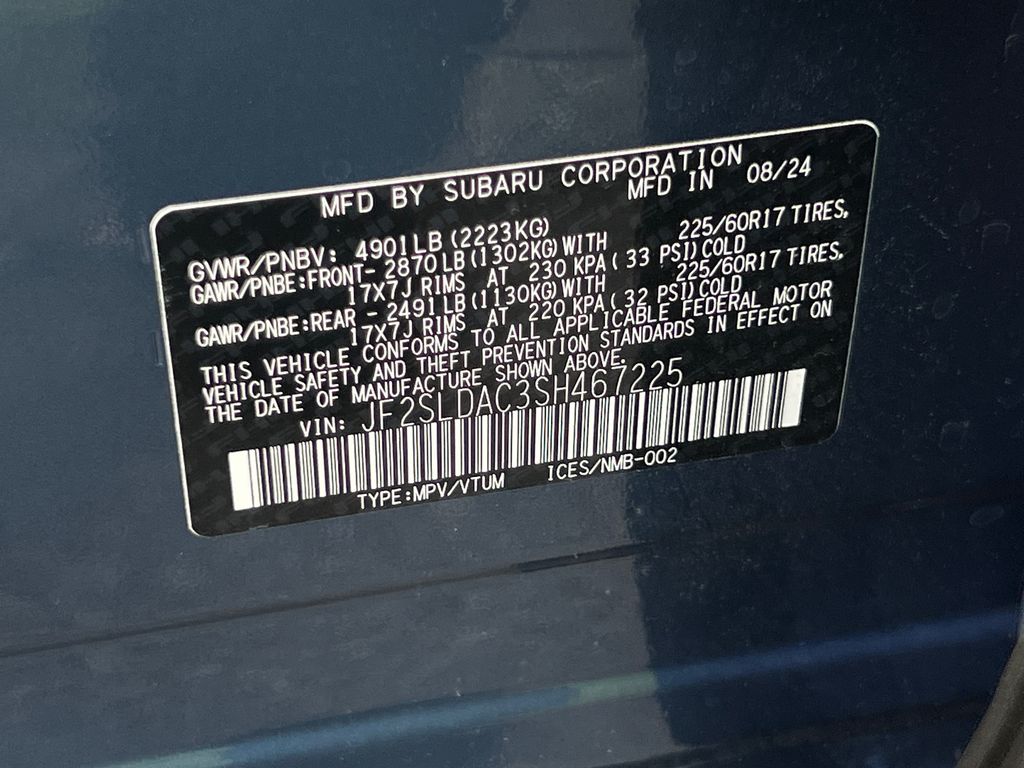 MFD BY SUBARU CORPORATION
MFD IN 08/24
GVWR/PNBV: 4901LB(2223KG)
GAWR/PNBE:FRONT- 2870LB(1302KG)WITH 225/60R17 TIRES,
17X7J RIMS AT 230 KPA(33 PSI)COLD
GAWR/PNBE:REAR - 2491LB(1130KG)WITH 225/60R17 TIRES,
17X7J RIMS AT 220 KPA(32 PSI)COLD
THIS VEHICLE CONFORMS TO ALL APPLICABLE FEDERAL MOTOR
VEHICLE SAFETY AND THEFT PREVENTION STANDARDS IN EFFECT ON
THE DATE OF MANUFACTURE SHOWN ABOVE.
VIN: JF2SLDAC3SH467225
TYPE:MPV/VTUM ICES/NMB-002